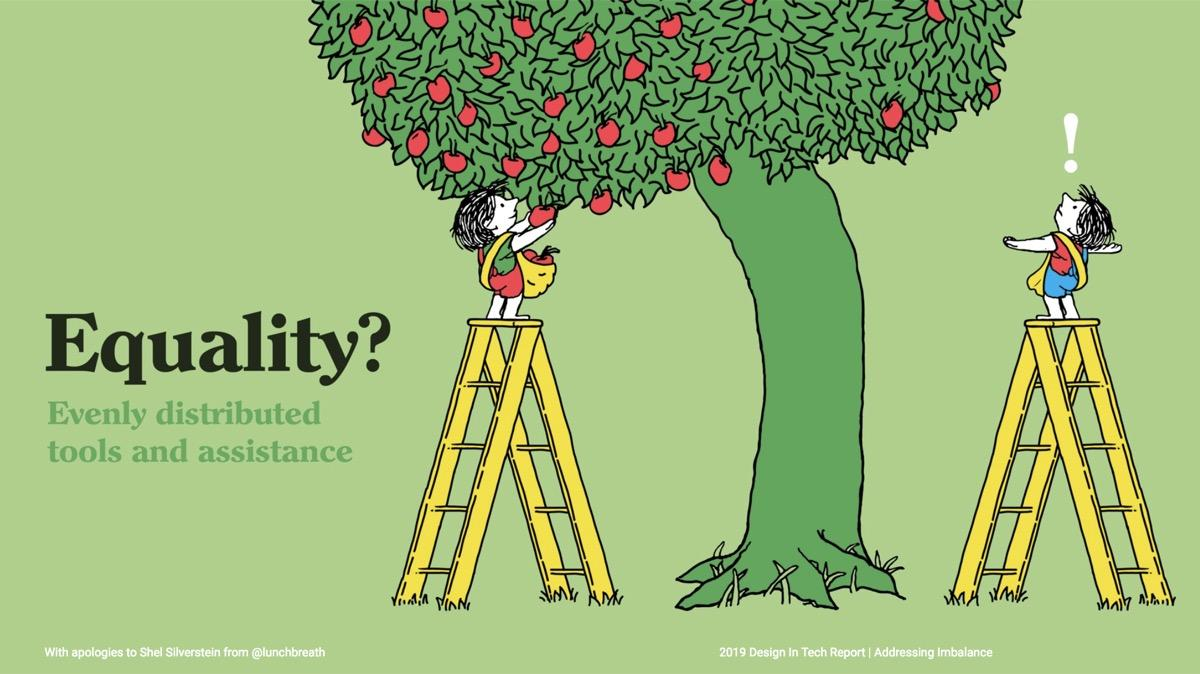 !
Equality?
Evenly distributed
tools and assistance
With apologies to Shel Silverstein from @lunchbreath
2019 Design In Tech Report | Addressing Imbalance